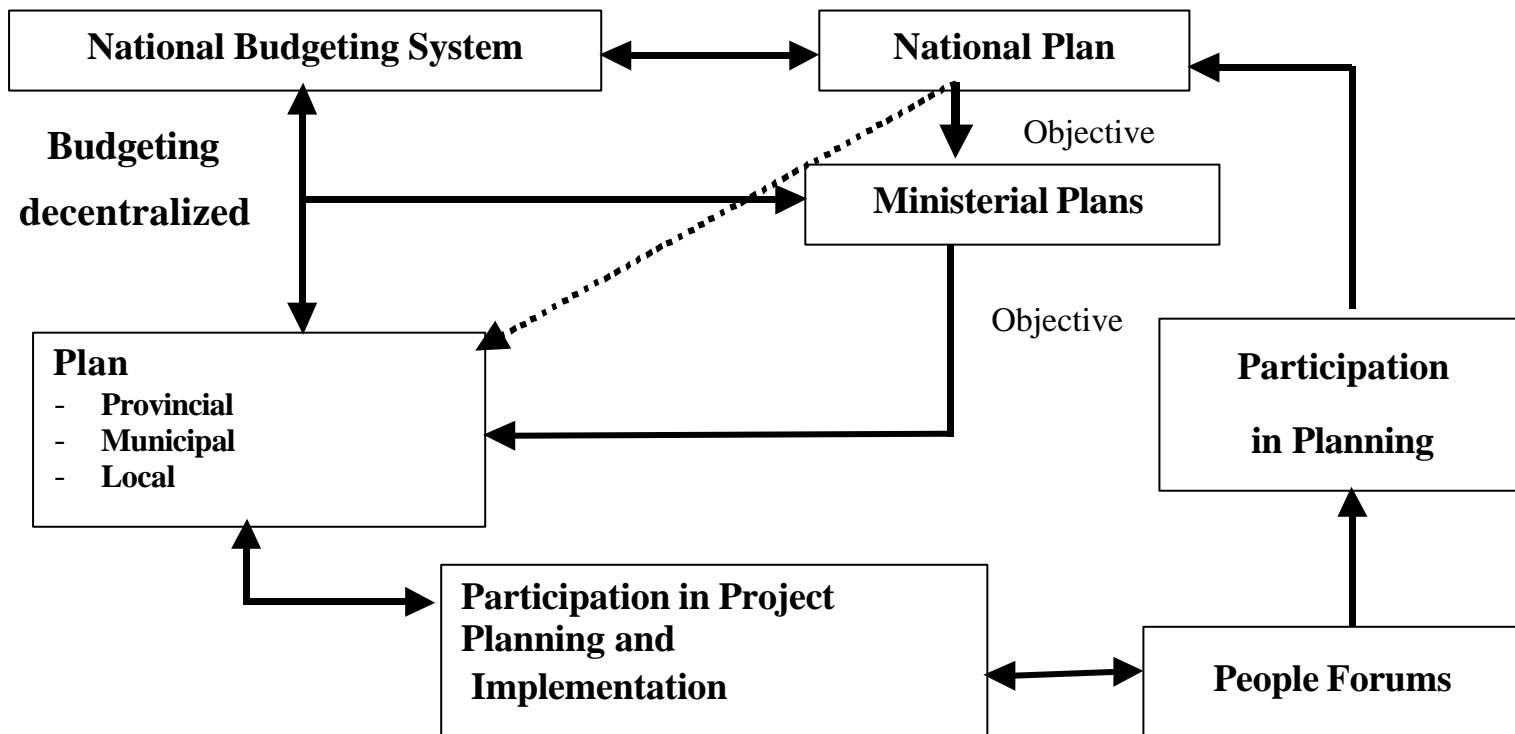 National Budgeting System
National Plan
Budgeting
decentralized
Objective
Ministerial Plans
Objective
Plan
- Provincial
- Municipal
- Local
Participation
in Planning
Participation in Project
Planning and
Implementation
People Forums